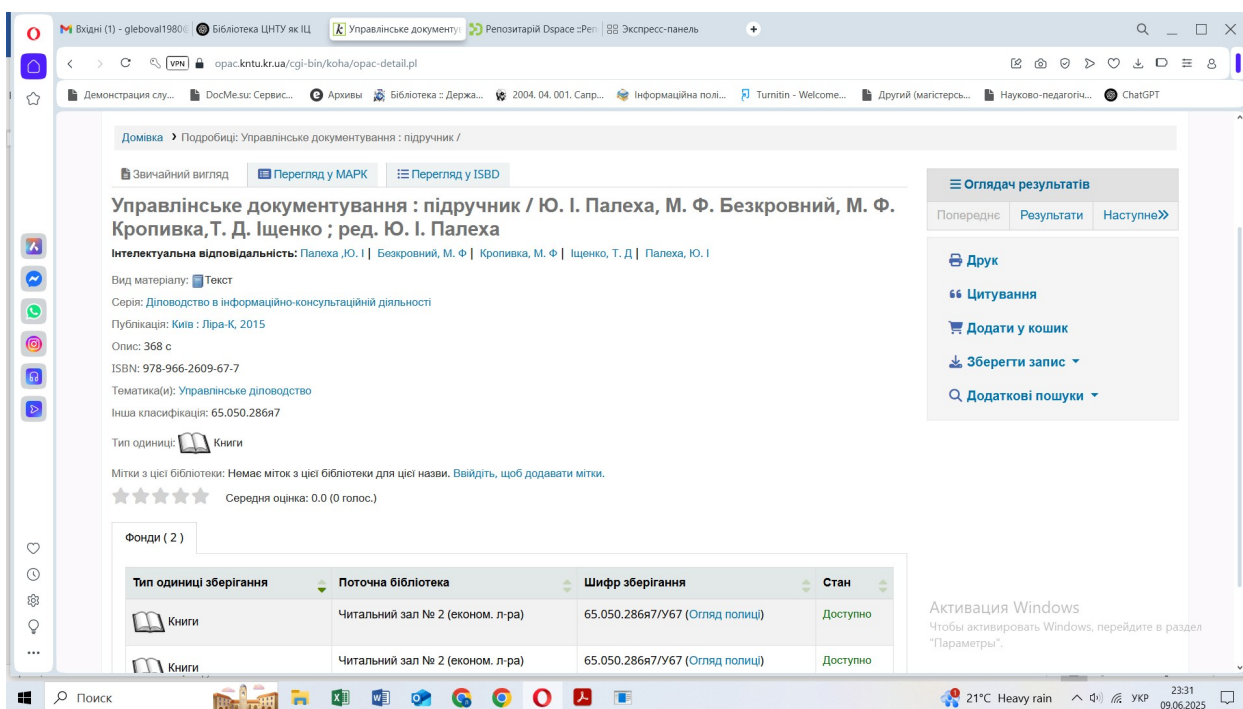 Вхідні (1) - gleboval1980
Бібліотека ЦНТУ як ІЦ
Управлінське документу
Репозитарій Dspace ::Реп
Экспресс-панель
VPN
opac.kntu.kr.ua/cgi-bin/koha/opac-detail.pl
Демонстрация слу...
DocMe.su: Сервис...
Архивы
Бібліотека :: Держа...
2004. 04. 001. Сапр...
Інформаційна полі...
Turnitin - Welcome...
Другий (магістерсь...
Науково-педагогіч...
ChatGPT
Домівка
Подробиці: Управлінське документування : підручник /
Звичайний вигляд
Перегляд у МАРК
Перегляд у ISBD
Управлінське документування : підручник / Ю. І. Палеха, М. Ф. Безкровний, М. Ф.
Кропивка,Т. Д. Іщенко ; ред. Ю. І. Палеха
Інтелектуальна відповідальність: Палеха ,Ю. І | Безкровний, М. Ф | Кропивка, М. Ф | Іщенко, Т. Д | Палеха, Ю. І
Вид матеріалу: Текст
Серія: Діловодство в інформаційно-консультаційній діяльності
Публікація: Київ : Ліра-К, 2015
Опис: 368 с
ISBN: 978-966-2609-67-7
Тематика(и): Управлінське діловодство
Інша класифікація: 65.050.286я7
Тип одиниці: Книги
Мітки з цієї бібліотеки: Немає міток з цієї бібліотеки для цієї назви. Ввійдіть, щоб додавати мітки.
Середня оцінка: 0.0 (0 голос.)
Фонди ( 2 )
Тип одиниці зберігання
Поточна бібліотека
Шифр зберігання
Стан
Книги
Читальний зал № 2 (економ. л-ра)
65.050.286я7/У67 (Огляд полиці)
Доступно
Книги
Читальний зал № 2 (економ. л-ра)
65.050.286я7/У67 (Огляд полиці)
Доступно
Оглядач результатів
Попереднє
Результати
Наступне»
Друк
Цитування
Додати у кошик
Зберегти запис
Додаткові пошуки
Активация Windows
Чтобы активировать Windows, перейдите в раздел
"Параметры".
Поиск
21°C Heavy rain
УКР
23:31
09.06.2025